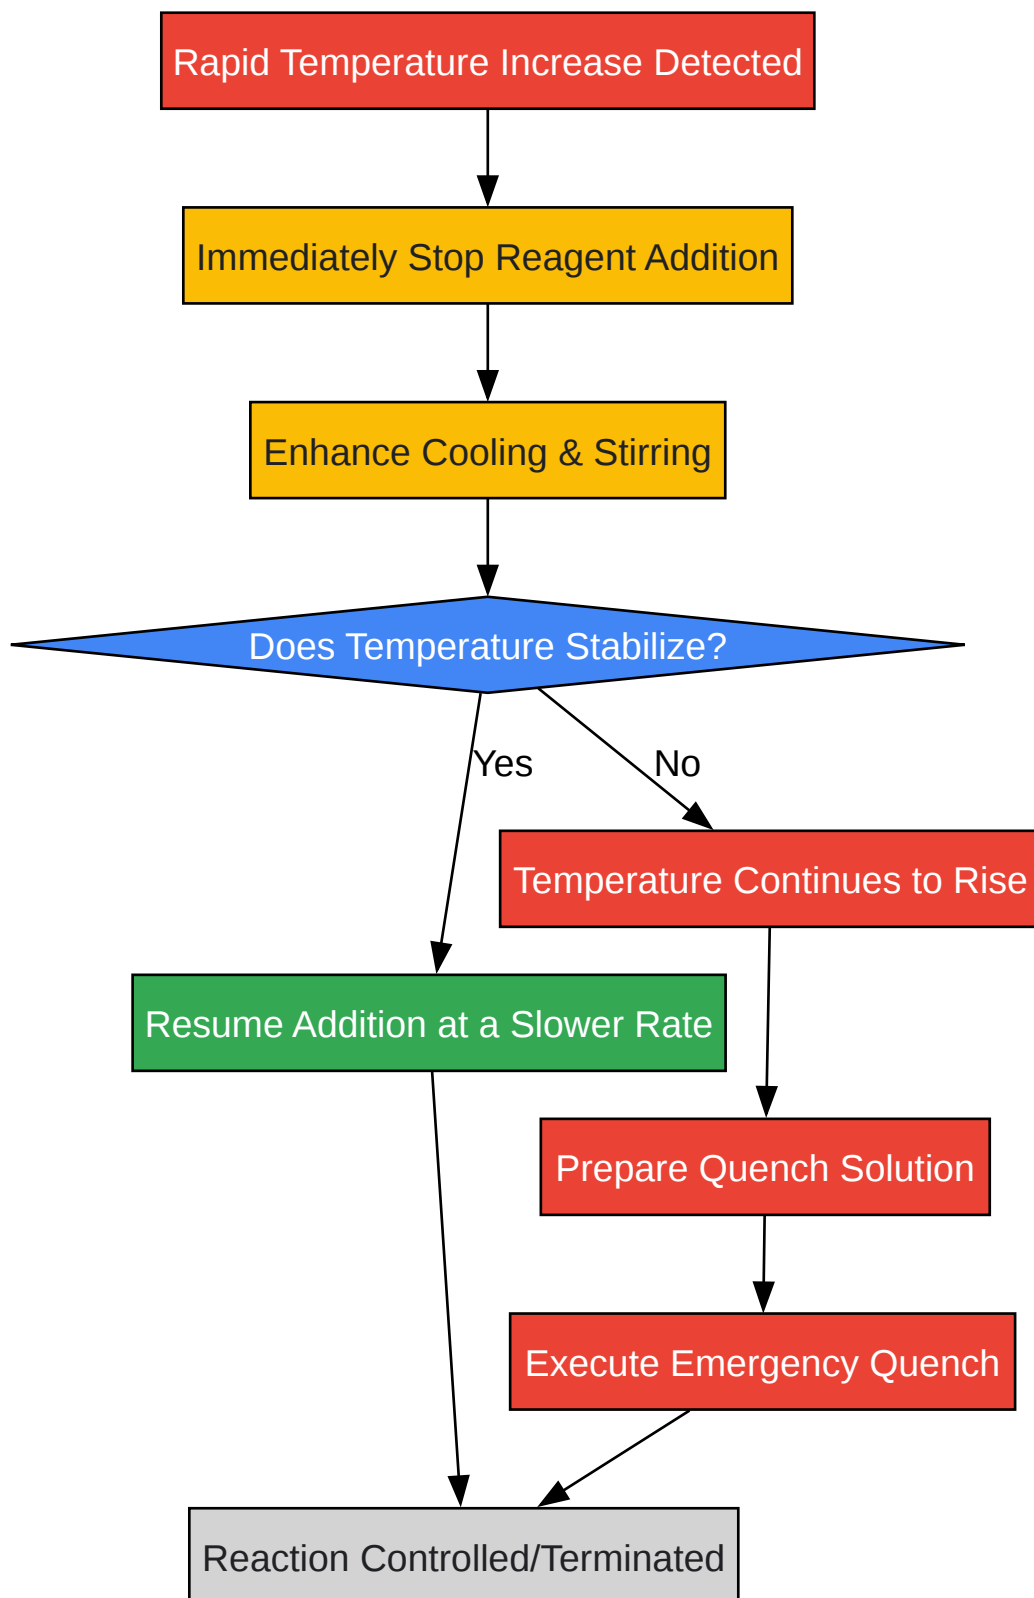 Rapid Temperature Increase Detected
Immediately Stop Reagent Addition
Enhance Cooling & Stirring
Does Temperature Stabilize?
Yes
No
Temperature Continues to Rise
Resume Addition at a Slower Rate
Prepare Quench Solution
Execute Emergency Quench
Reaction Controlled/Terminated